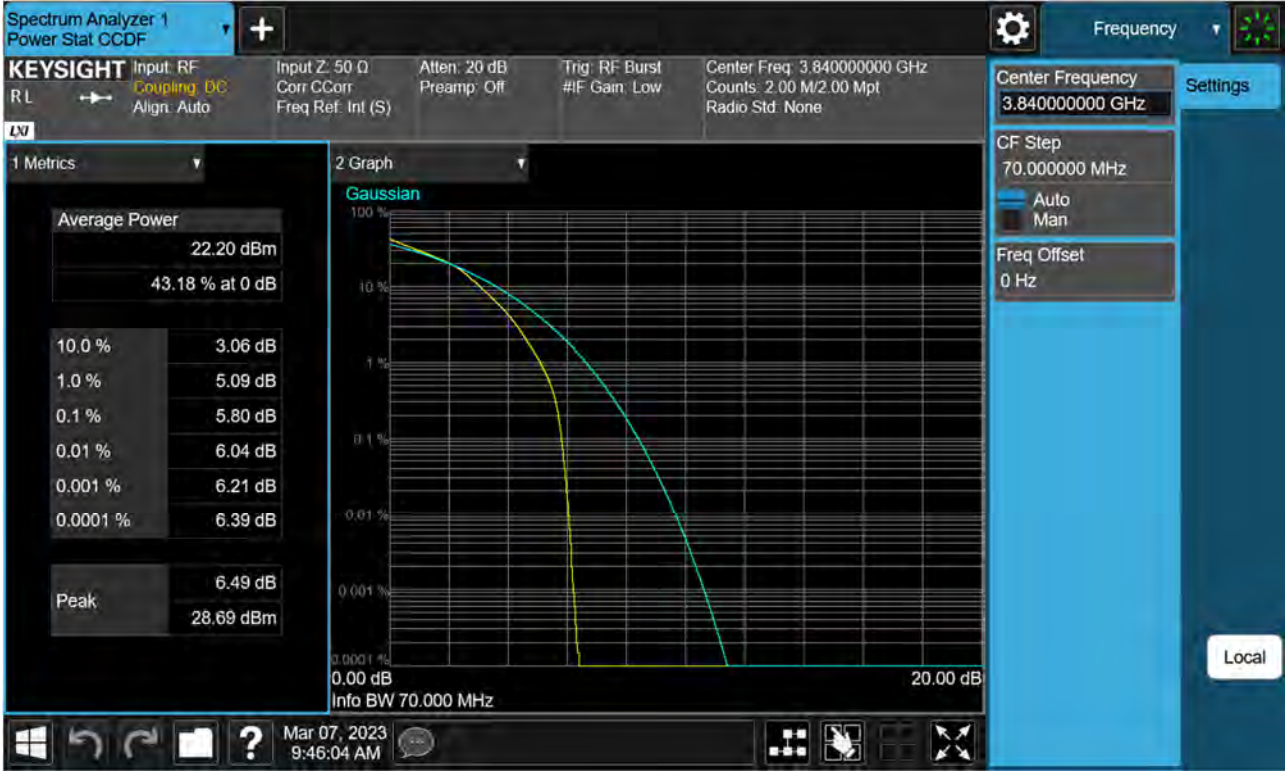 Spectrum Analyzer 1
Power Stat CCDF
+
Frequency
KEYSIGHT
RL
LXI
Input: RF
Coupling: DC
Align: Auto
Input Z: 50 Ω
Corr CCorr
Freq Ref: Int (S)
Atten: 20 dB
Preamp: Off
Trig: RF Burst
#IF Gain: Low
Center Freq: 3.840000000 GHz
Counts: 2.00 M/2.00 Mpt
Radio Std: None
Center Frequency
3.840000000 GHz
Settings
CF Step
70.000000 MHz
Auto
Man
Freq Offset
0 Hz
Local
1 Metrics
Average Power
22.20 dBm
43.18 % at 0 dB
10.0 % 3.06 dB
1.0 % 5.09 dB
0.1 % 5.80 dB
0.01 % 6.04 dB
0.001 % 6.21 dB
0.0001 % 6.39 dB
Peak
6.49 dB
28.69 dBm
2 Graph
Gaussian
100 %
10 %
1 %
0.1 %
0.01 %
0.001 %
0.0001 %
0.00 dB
20.00 dB
Info BW 70.000 MHz
?
Mar 07, 2023
9:46:04 AM